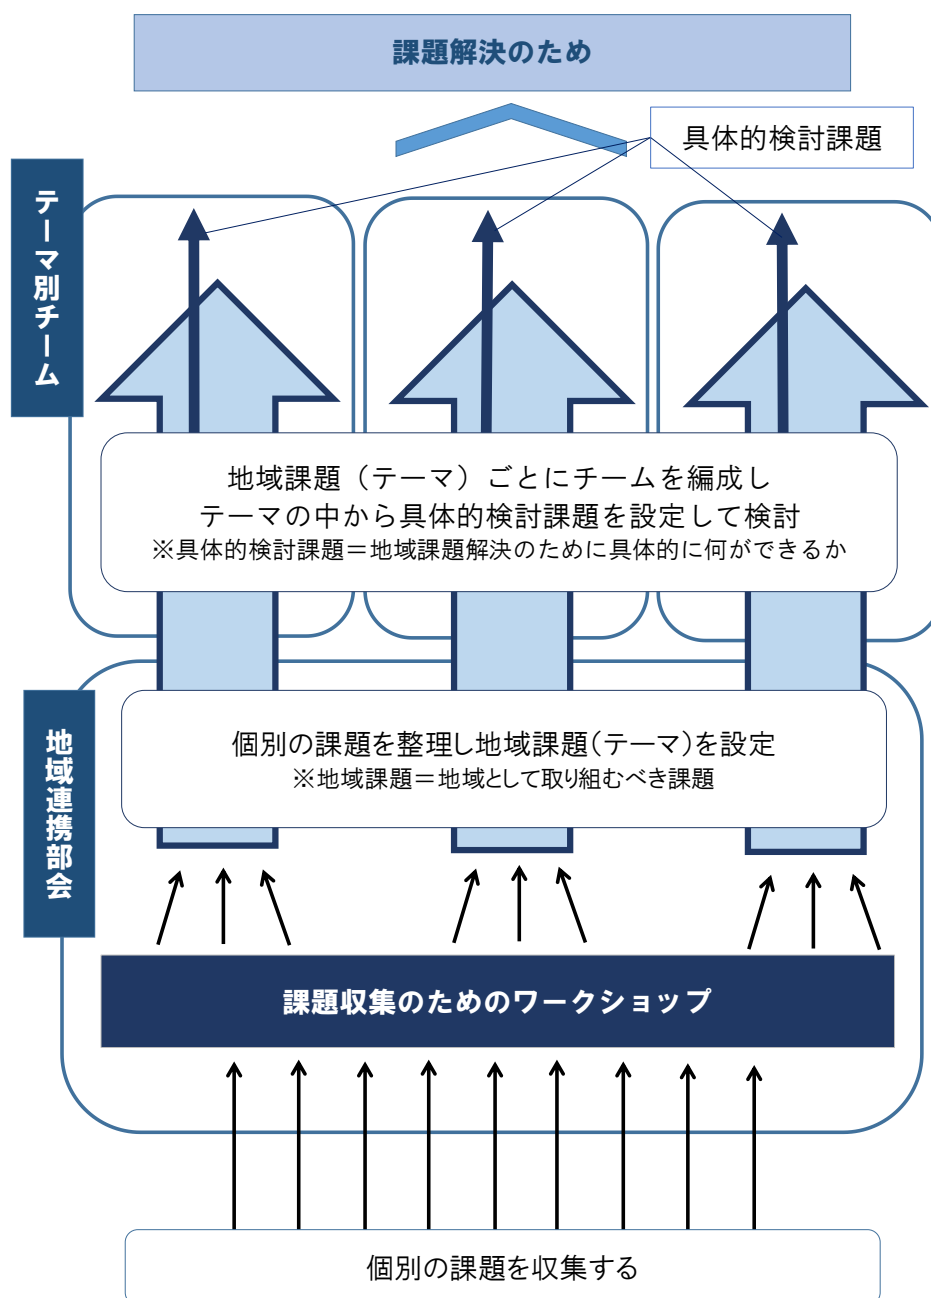 課題解決のため
具体的検討課題
テーマ別チーム
地域課題（テーマ）ごとにチームを編成し
テーマの中から具体的検討課題を設定して検討
※具体的検討課題＝地域課題解決のために具体的に何ができるか
地域連携部会
個別の課題を整理し地域課題(テーマ)を設定
※地域課題＝地域として取り組むべき課題
課題収集のためのワークショップ
個別の課題を収集する